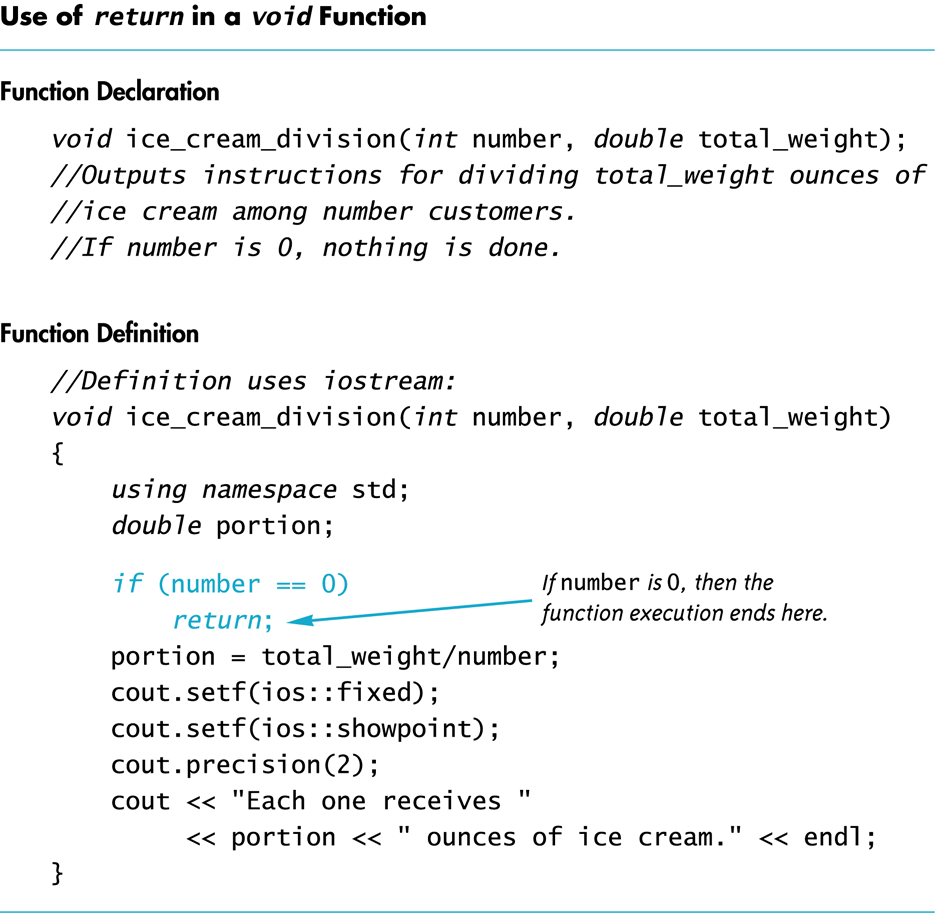 Use of return in a void Function
Function Declaration
void ice_cream_division(int number, double total_weight);
//Outputs instructions for dividing total_weight ounces of
//ice cream among number customers.
//If number is 0, nothing is done.
Function Definition
//Definition uses iostream:
void ice_cream_division(int number, double total_weight)
{
using namespace std;
double portion;
if (number == 0)
return;
If number is 0, then the
function execution ends here.
portion = total_weight/number;
cout.setf(ios::fixed);
cout.setf(ios::showpoint);
cout.precision(2);
cout << "Each one receives "
<< portion << " ounces of ice cream." << endl;
}